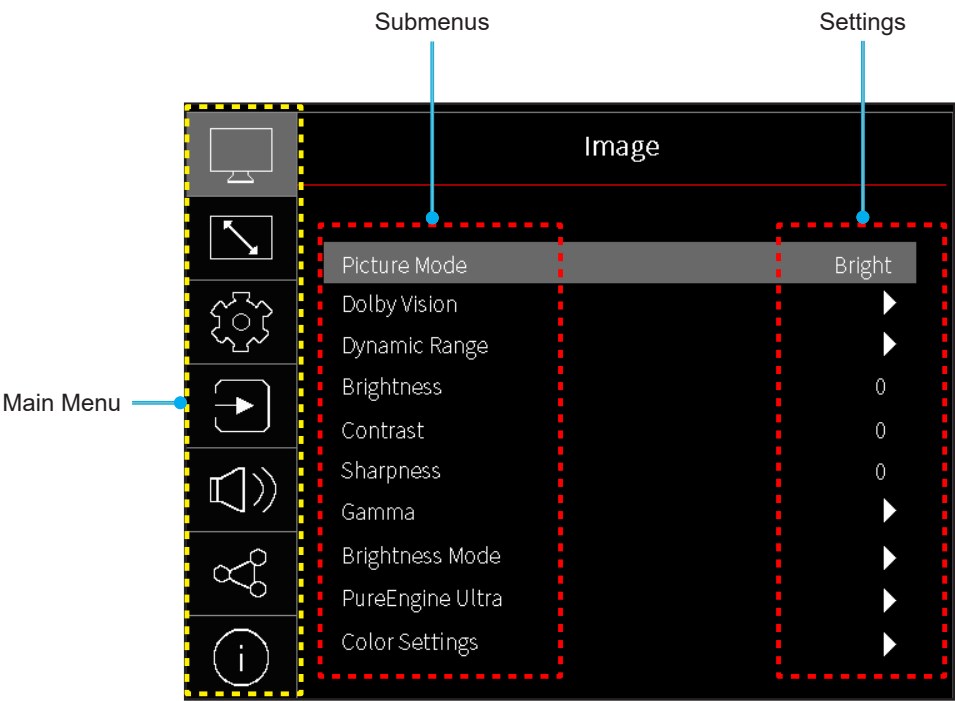 Submenus Settings
Image
Picture Mode Bright
Dolby Vision
Dynamic Range
Brightness 0
Main Menu
Contrast 0
Sharpness 0
Gamma
Brightness Mode
PureEngine Ultra
Color Settings
i